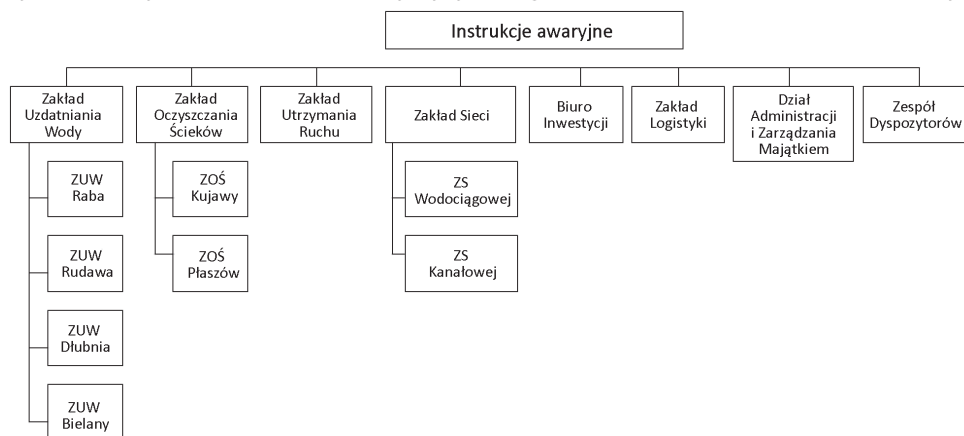 Instrukcje awaryjne
Zakład
Uzdatniania
Wody
Zakład
Oczyszczania
Ścieków
Zakład
Utrzymania
Ruchu
Zakład Sieci
Biuro
Inwestycji
Zakład
Logistyki
Dział
Administracji
i Zarządzania
Majątkiem
Zespół
Dyspozytorów
ZUW
Raba
ZOŚ
Kujawy
ZS
Wodociągowej
ZUW
Rudawa
ZOŚ
Płaszów
ZS
Kanałowej
ZUW
Dłubnia
ZUW
Bielany